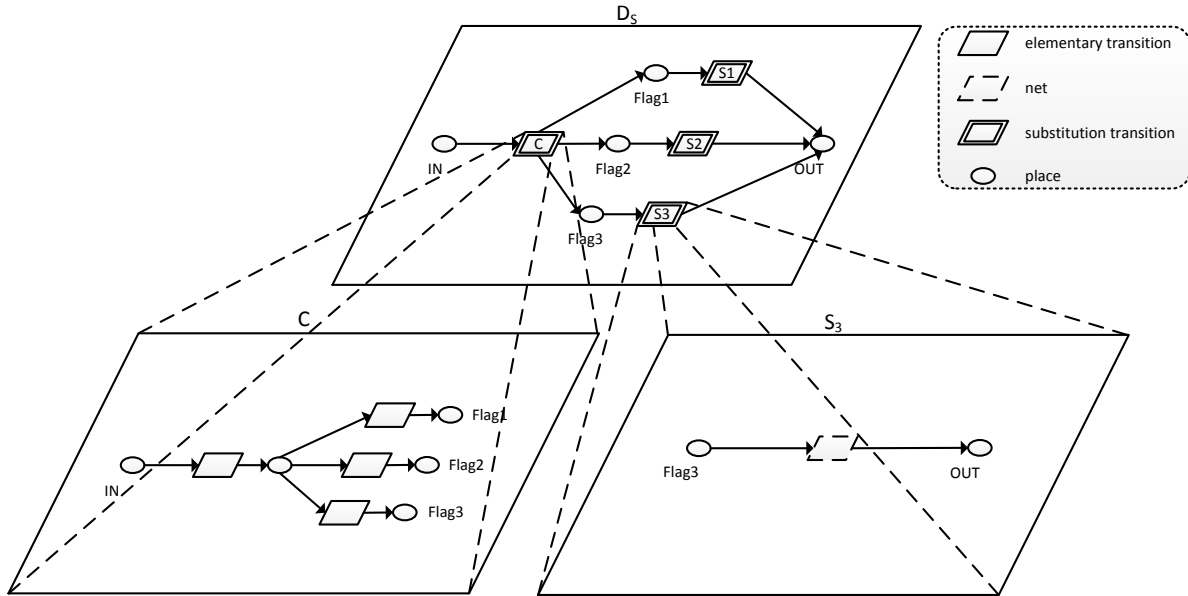 D_S
elementary transition
net
substitution transition
place
S1
Flag1
IN
C
Flag2
S2
OUT
Flag3
S3
C
S_3
IN
Flag1
Flag2
Flag3
Flag3
OUT